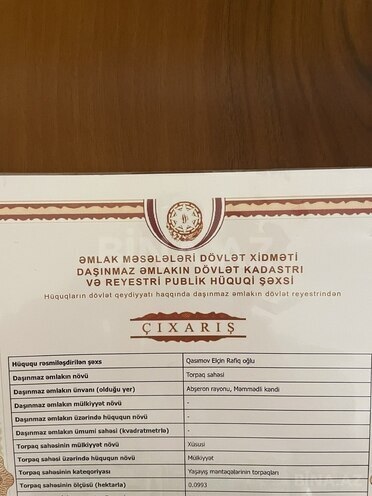 ƏMLAK MƏSƏLƏLƏRİ DÖVLƏT XİDMƏTİ
DAŞINMAZ ƏMLAKIN DÖVLƏT KADASTRI
VƏ REYESTRİ PUBLİK HÜQUQİ ŞƏXSİ
Hüquqların dövlət qeydiyyatı haqqında daşınmaz əmlakın dövlət reyestrindən
ÇIXARIŞ
Hüququ rəsmiləşdirilən şəxs Qasımov Elçin Rafiq oğlu
Daşınmaz əmlakın növü Torpaq sahəsi
Daşınmaz əmlakın ünvanı (olduğu yer) Abşeron rayonu, Məmmədli kəndi
Daşınmaz əmlakın mülkiyyət növü -
Daşınmaz əmlakın üzərində hüququn növü -
Daşınmaz əmlakın ümumi sahəsi (kvadratmetrlə) -
Torpaq sahəsinin mülkiyyət növü Xüsusi
Torpaq sahəsi üzərində hüququn növü Mülkiyyət
Torpaq sahəsinin kateqoriyası Yaşayış məntəqələrinin torpaqları
Torpaq sahəsinin ölçüsü (hektarla) 0.0993